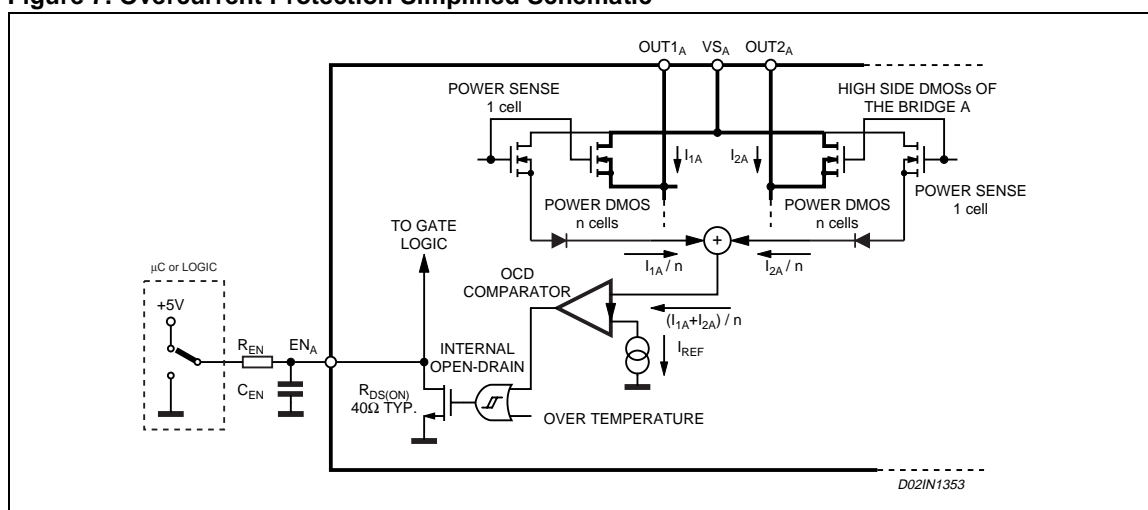 Figure 7. Overcurrent Protection Simplified Schematic
OUT1A VSA OUT2A
POWER SENSE
1 cell
HIGH SIDE DMOSs OF
THE BRIDGE A
I1A
I2A
POWER DMOS
n cells
POWER DMOS
n cells
POWER SENSE
1 cell
TO GATE
LOGIC
+
I1A / n
I2A / n
OCD
COMPARATOR
(I1A+I2A) / n
IREF
µC or LOGIC
+5V
REN
ENA
CEN
INTERNAL
OPEN-DRAIN
RDS(ON)
40Ω TYP.
OVER TEMPERATURE
D02IN1353